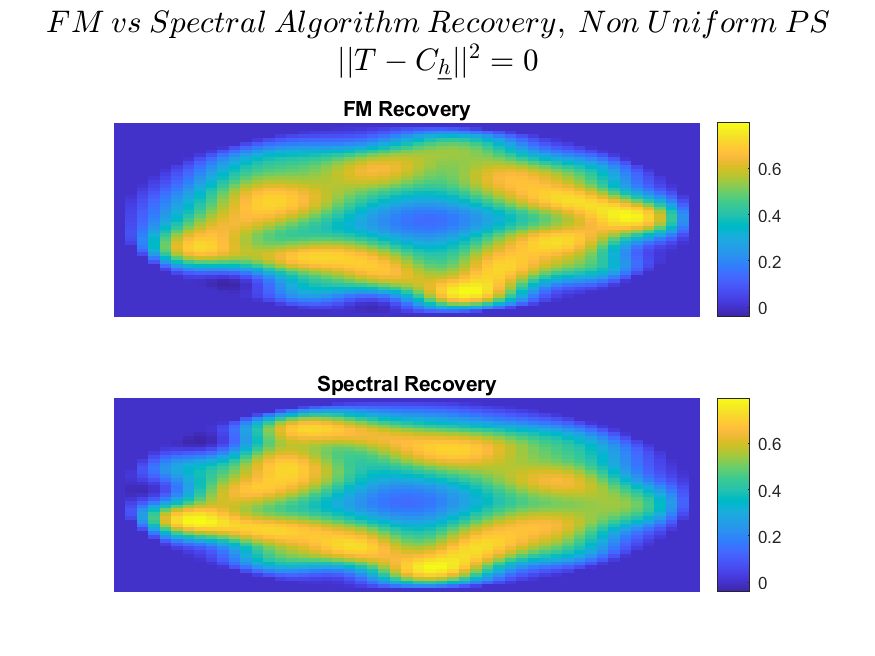 FM vs Spectral Algorithm Recovery, Non Uniform PS
||T − C_h||² = 0
FM Recovery
0.6
0.4
0.2
0
Spectral Recovery
0.6
0.4
0.2
0